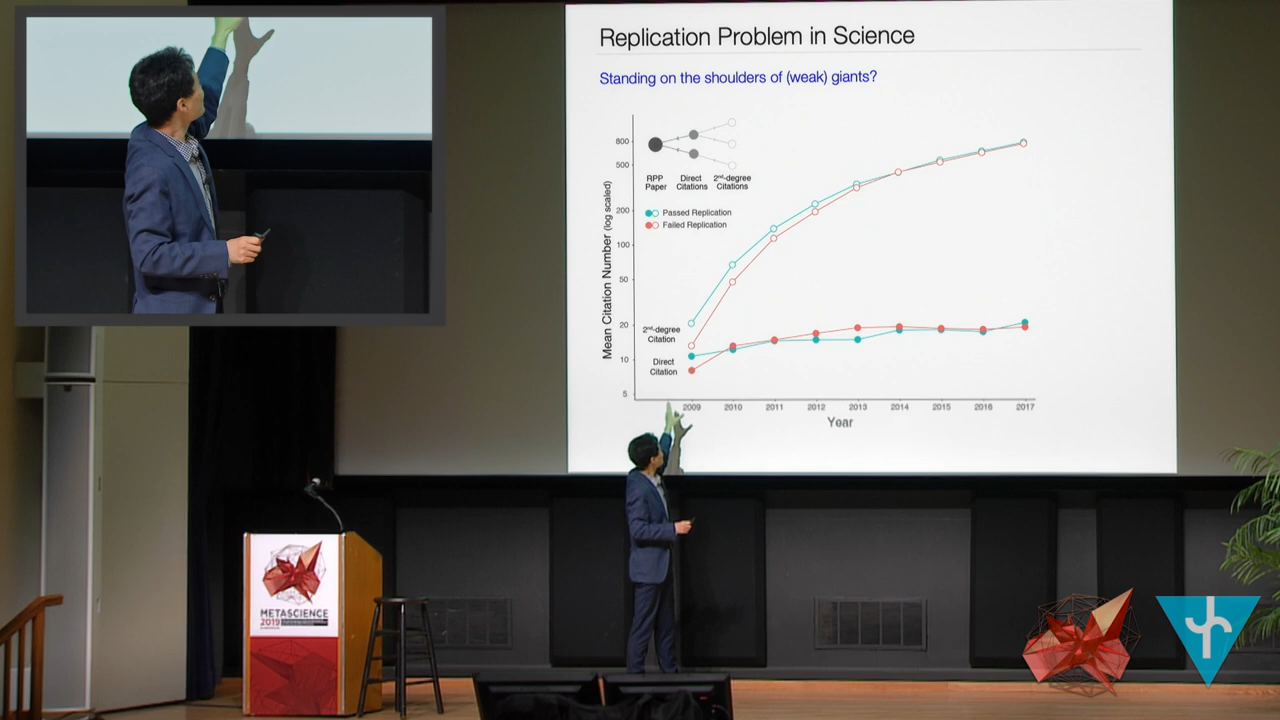 Replication Problem in Science
Standing on the shoulders of (weak) giants?
RPP
Paper
Direct
Citations
2nd-degree
Citations
Passed Replication
Failed Replication
Mean Citation Number (log scaled)
800
500
200
100
50
20
10
5
2nd-degree
Citation
Direct
Citation
2009
2010
2011
2012
2013
2014
2015
2016
2017
Year
METASCIENCE
2019